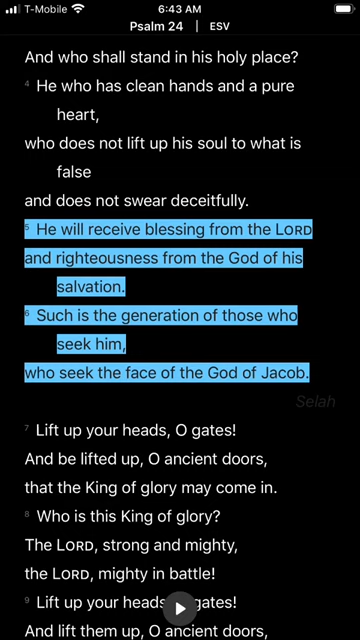 T-Mobile 6:43 AM
Psalm 24 | ESV
And who shall stand in his holy place?
4 He who has clean hands and a pure
heart,
who does not lift up his soul to what is
false
and does not swear deceitfully.
5 He will receive blessing from the LORD
and righteousness from the God of his
salvation.
6 Such is the generation of those who
seek him,
who seek the face of the God of Jacob.
Selah
7 Lift up your heads, O gates!
And be lifted up, O ancient doors,
that the King of glory may come in.
8 Who is this King of glory?
The LORD, strong and mighty,
the LORD, mighty in battle!
9 Lift up your heads, gates!
And lift them up, O ancient doors,